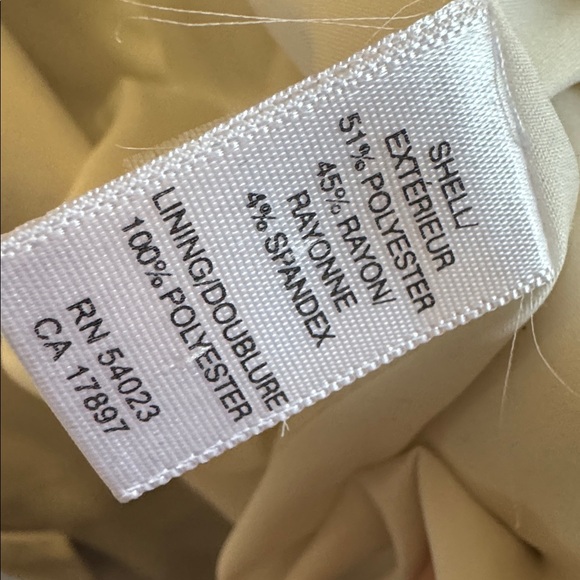 SHELL/
EXTÉRIEUR
51% POLYESTER
45% RAYON/
RAYONNE
4% SPANDEX
LINING/DOUBLURE
100% POLYESTER
RN 54023
CA 17897